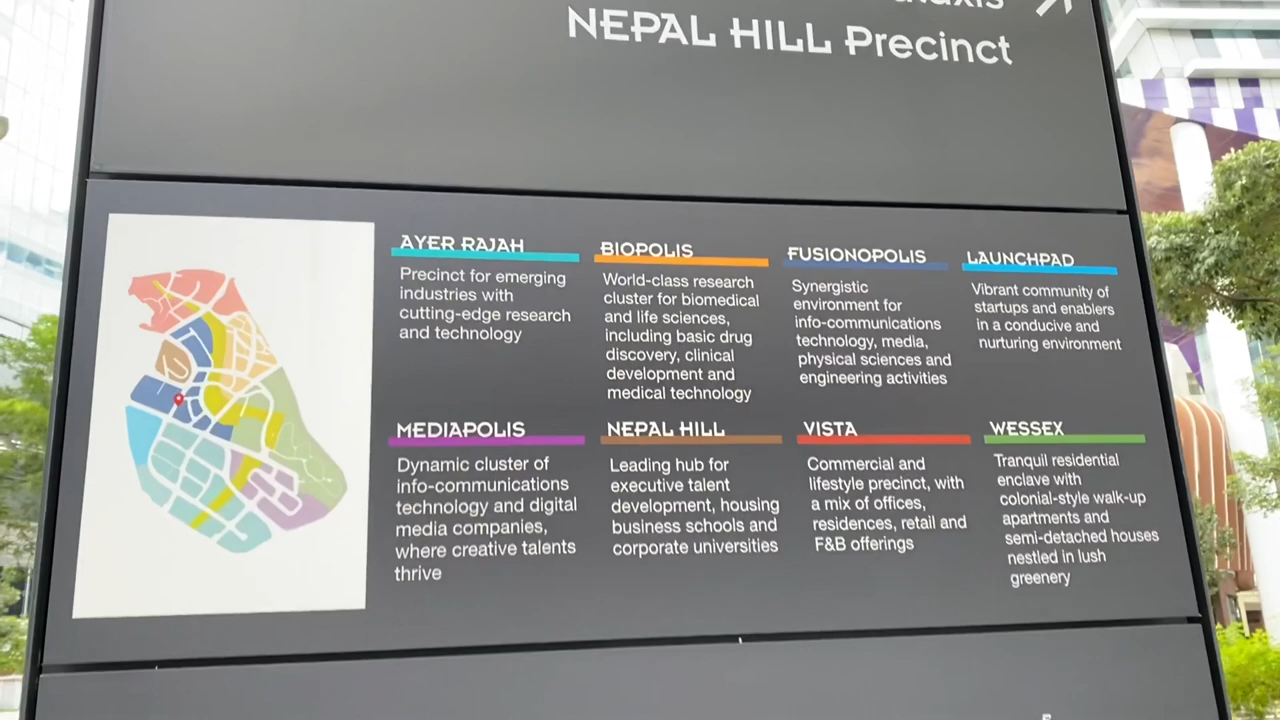 NEPAL HILL Precinct
AYER RAJAH
Precinct for emerging
industries with
cutting-edge research
and technology
BIOPOLIS
World-class research
cluster for biomedical
and life sciences,
including basic drug
discovery, clinical
development and
medical technology
FUSIONOPOLIS
Synergistic
environment for
info-communications
technology, media,
physical sciences and
engineering activities
LAUNCHPAD
Vibrant community of
startups and enablers
in a conducive and
nurturing environment
MEDIAPOLIS
Dynamic cluster of
info-communications
technology and digital
media companies,
where creative talents
thrive
NEPAL HILL
Leading hub for
executive talent
development, housing
business schools and
corporate universities
VISTA
Commercial and
lifestyle precinct, with
a mix of offices,
residences, retail and
F&B offerings
WESSEX
Tranquil residential
enclave with
colonial-style walk-up
apartments and
semi-detached houses
nestled in lush
greenery